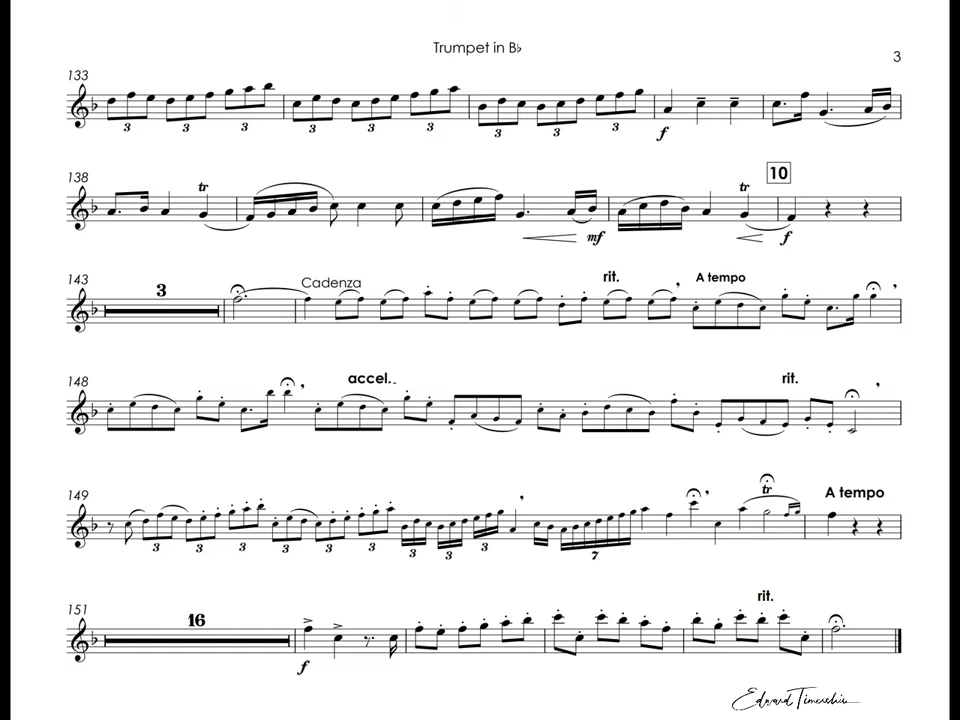 Trumpet in B♭
3
133
3 3 3 3 3 3 3 3 3
f
138
tr
mf
tr
10
f
143
3
Cadenza
rit.
A tempo
148
accel.
rit.
149
3 3 3 3 3 3 3 3 3
7
tr
A tempo
151
16
f
rit.